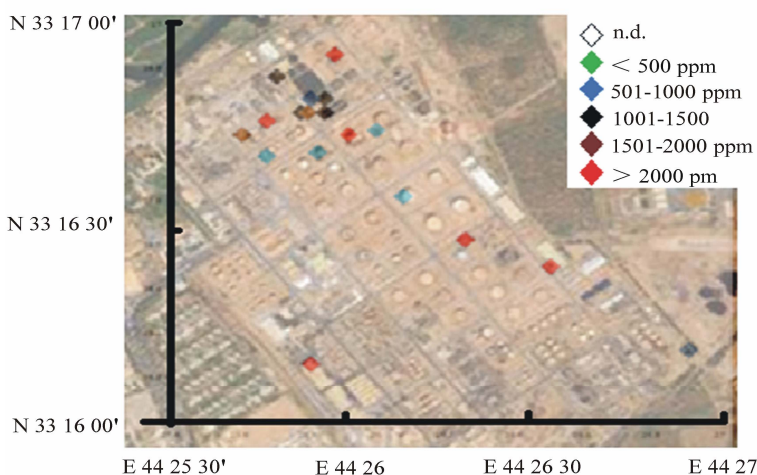 N 33 17 00'
n.d.
< 500 ppm
501-1000 ppm
1001-1500
1501-2000 ppm
> 2000 pm
N 33 16 30'
N 33 16 00'
E 44 25 30' E 44 26 E 44 26 30 E 44 27